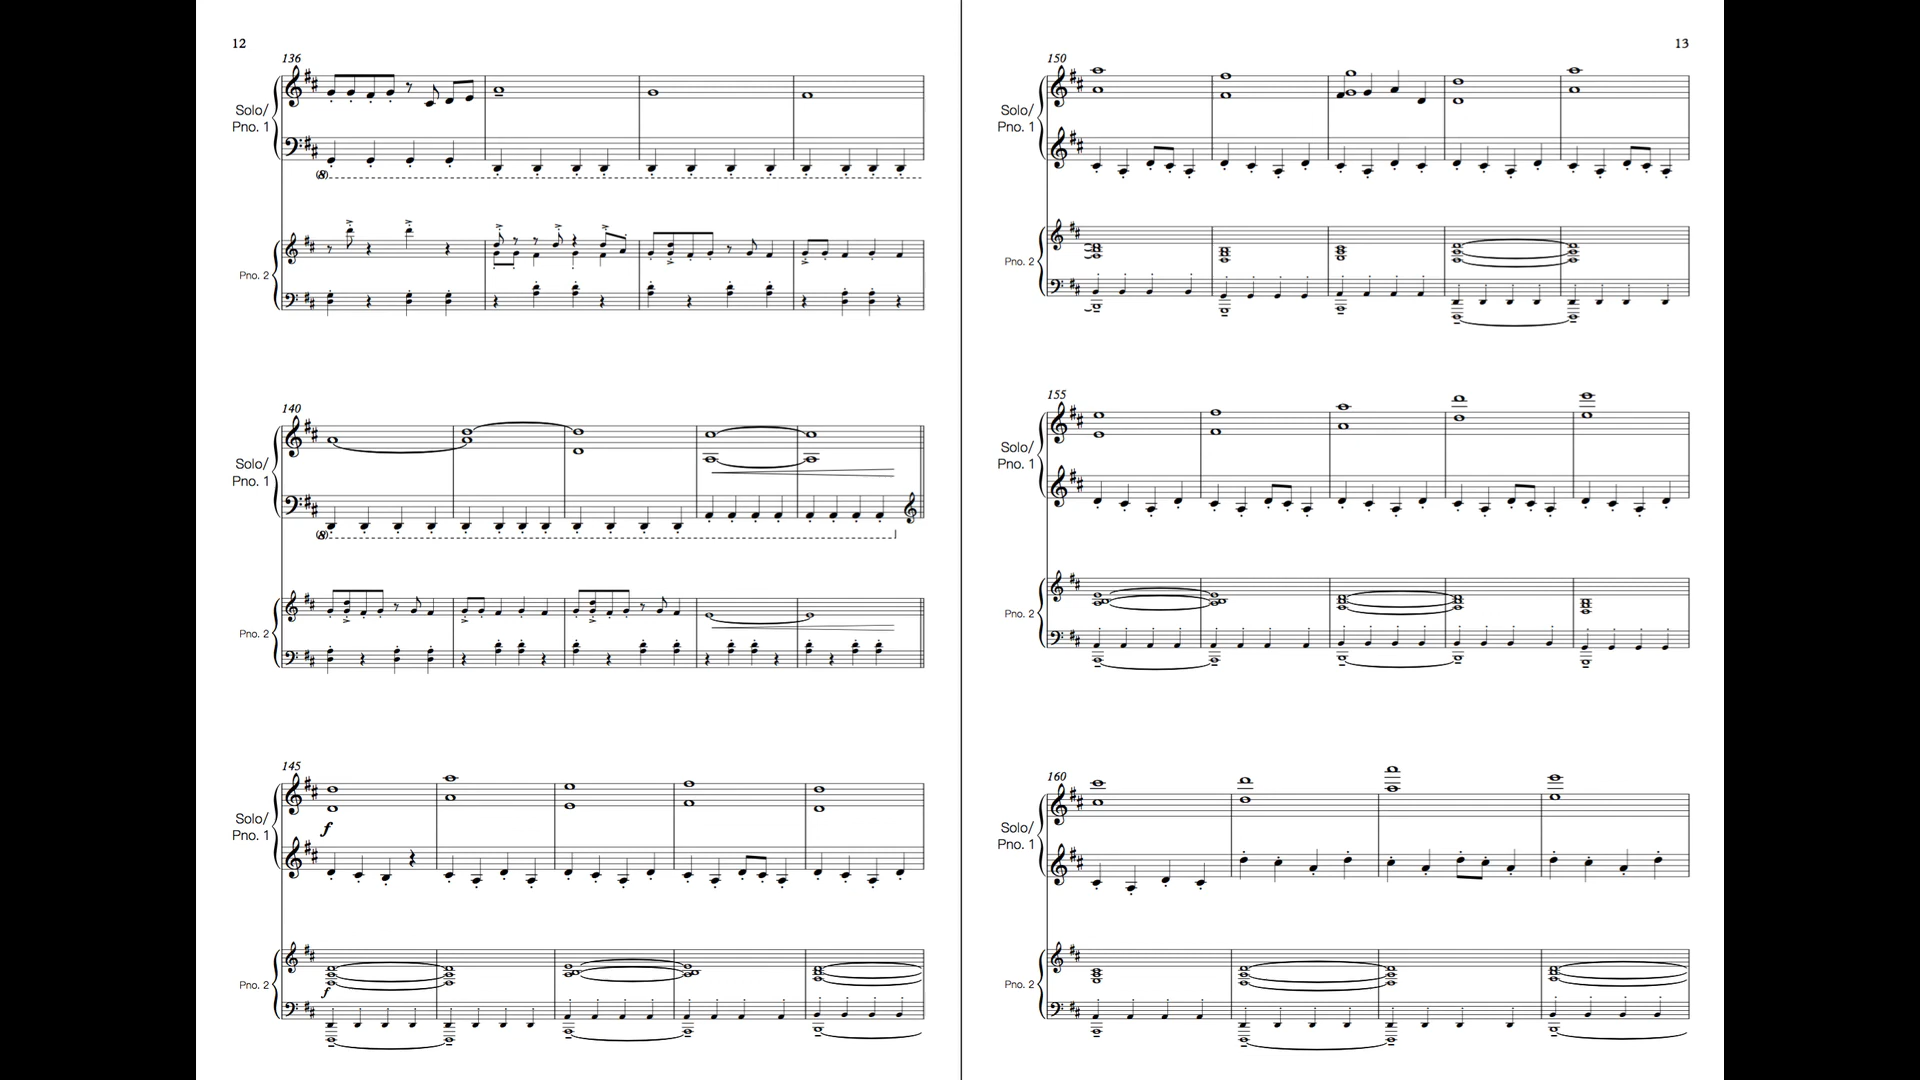 12
136
Solo/
Pno. 1
(8)
Pno. 2
140
Solo/
Pno. 1
(8)
Pno. 2
145
Solo/
Pno. 1
f
Pno. 2
f
13
150
Solo/
Pno. 1
Pno. 2
155
Solo/
Pno. 1
Pno. 2
160
Solo/
Pno. 1
Pno. 2